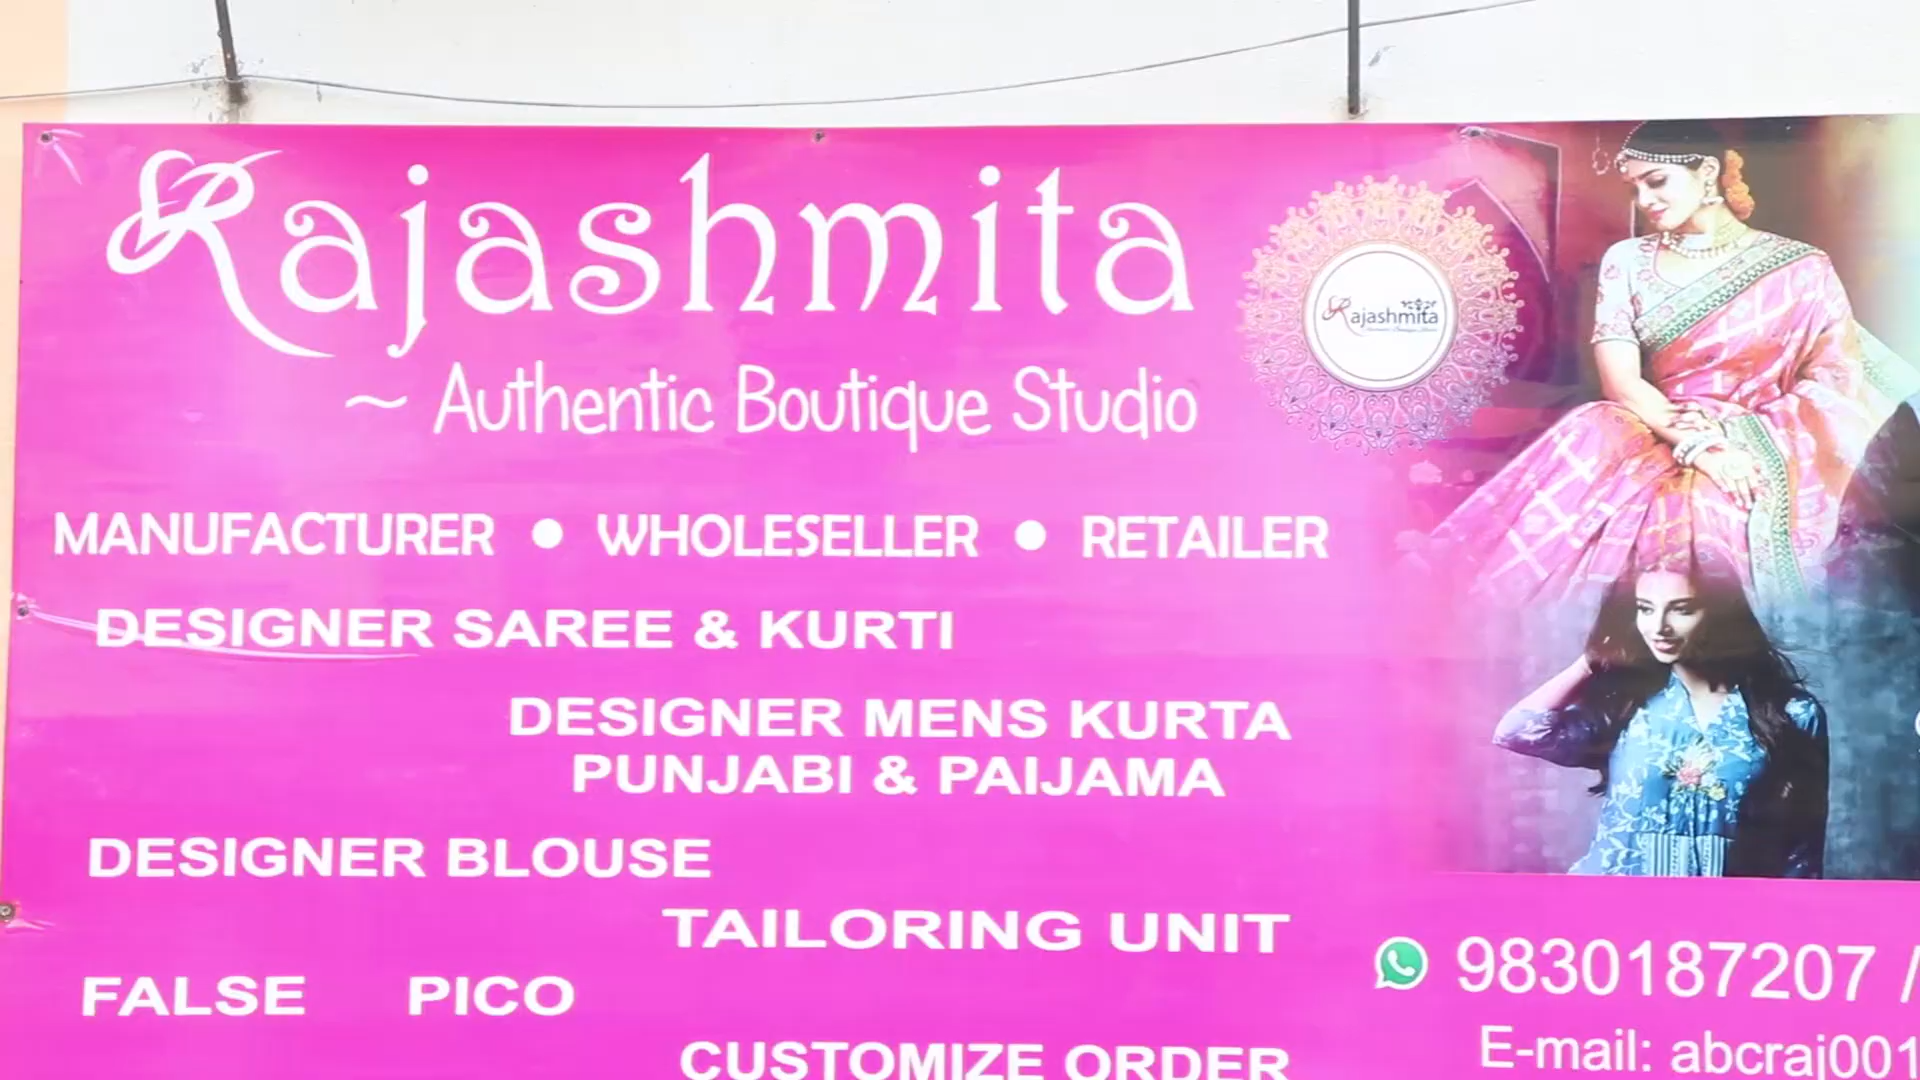 Rajashmita
~ Authentic Boutique Studio
Rajashmita
MANUFACTURER • WHOLESELLER • RETAILER
DESIGNER SAREE & KURTI
DESIGNER MENS KURTA
PUNJABI & PAIJAMA
DESIGNER BLOUSE
TAILORING UNIT
FALSE PICO
CUSTOMIZE ORDER
9830187207 /
E-mail: abcraj001